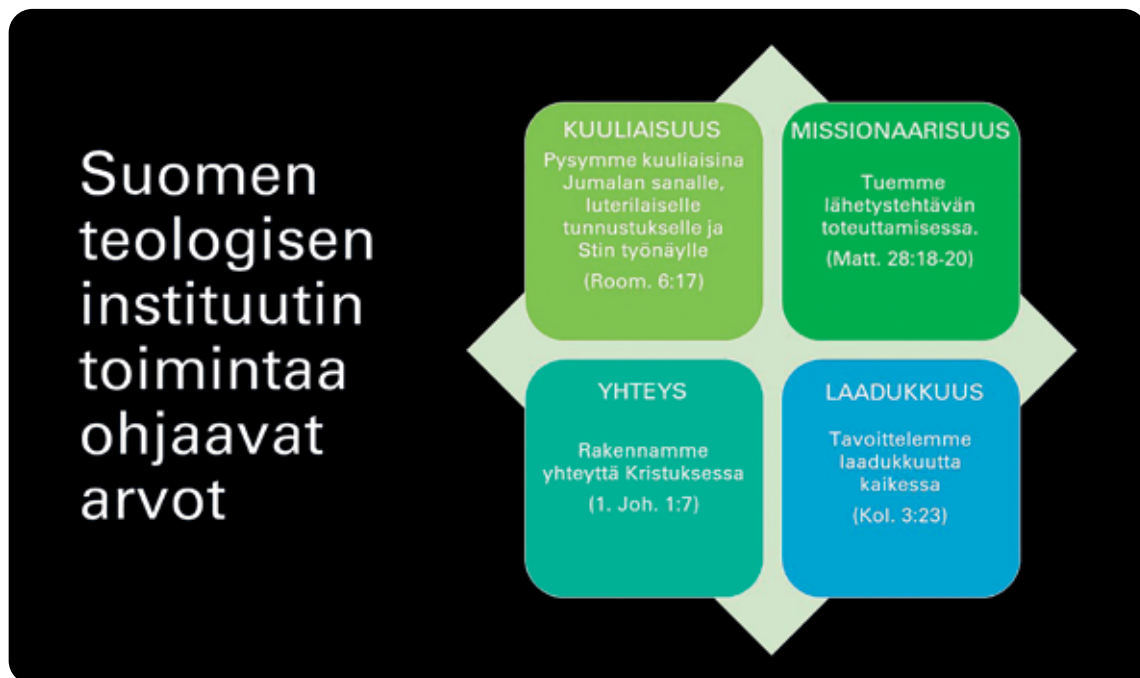 Suomen
teologisen
instituutin
toimintaa
ohjaavat
arvot
KUULIAISUUS
Pysymme kuuliaisina
Jumalan sanalle,
luterilaiselle
tunnustukselle ja
Stin työnäylle
(Room. 6:17)
MISSIONAARISUUS
Tuemme
lähetystehtävän
toteuttamisessa.
(Matt. 28:18-20)
YHTEYS
Rakennamme
yhteyttä Kristuksessa
(1. Joh. 1:7)
LAADUKKUUS
Tavoittelemme
laadukkuutta
kaikessa
(Kol. 3:23)